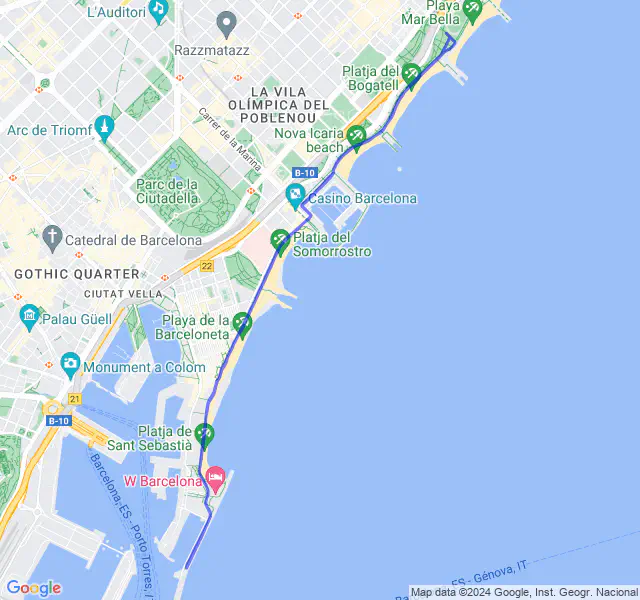 L'Auditori
Playa
Mar Bella
Razzmatazz
Platja del
Bogatell
LA VILA
OLÍMPICA DEL
POBLENOU
Arc de Triomf
Carrer de la Marina
Nova Icaria
beach
B-10
Parc de la
Ciutadella
Casino Barcelona
Catedral de Barcelona
Platja del
Somorrostro
GOTHIC QUARTER
22
CIUTAT VELLA
Palau Güell
Playa de la
Barceloneta
Monument a Colom
21
B-10
Platja de
Sant Sebastià
Barcelona, ES - Porto Torres, I
W Barcelona
ES - Génova, IT
Google
Map data ©2024 Google, Inst. Geogr. Nacional